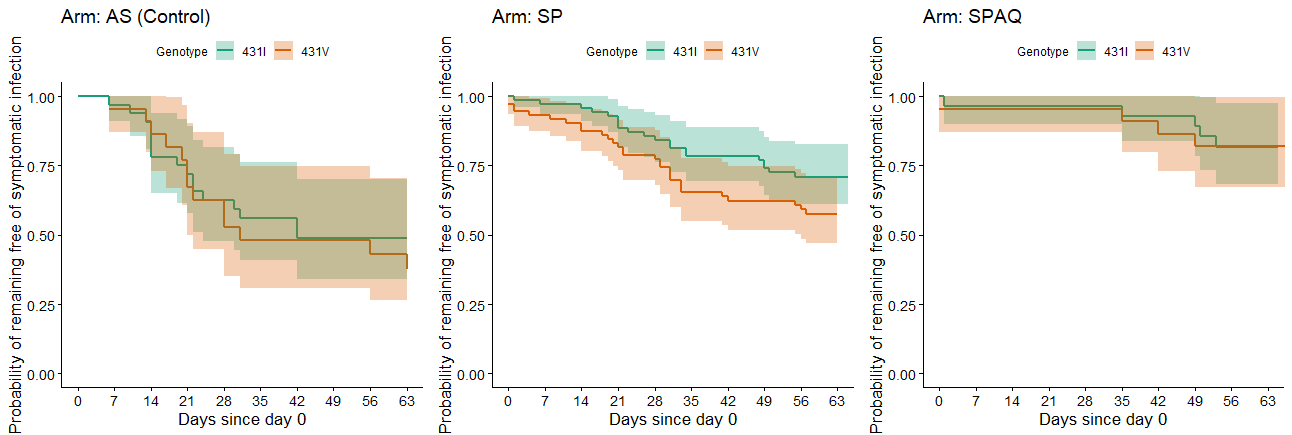 Arm: AS (Control)
Genotype 431I 431V
Probability of remaining free of symptomatic infection
1.00
0.75
0.50
0.25
0.00
0 7 14 21 28 35 42 49 56 63
Days since day 0
Arm: SP
Genotype 431I 431V
Probability of remaining free of symptomatic infection
1.00
0.75
0.50
0.25
0.00
0 7 14 21 28 35 42 49 56 63
Days since day 0
Arm: SPAQ
Genotype 431I 431V
Probability of remaining free of symptomatic infection
1.00
0.75
0.50
0.25
0.00
0 7 14 21 28 35 42 49 56 63
Days since day 0